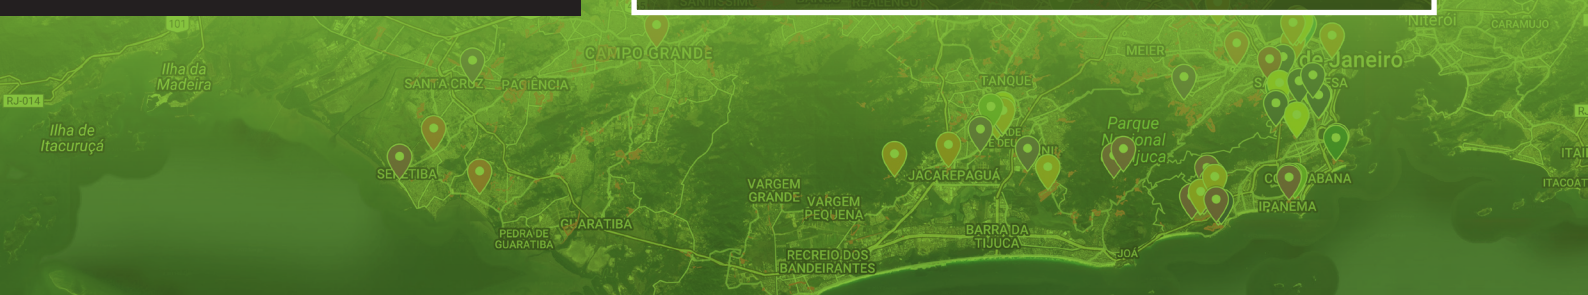 SANTÍSSIMO
REALENGO
101
Niterói
CARAMUJO
CAMPO GRANDE
MEIER
de Janeiro
Ilha da
Madeira
SANTA CRUZ
PACIÊNCIA
TANQUE
RJ-014
Ilha de
Itacuruçá
Parque
JACAREPAGUÁ
VARGEM
GRANDE
IPANEMA
VARGEM
PEQUENA
GUARATIBA
PEDRA DE
GUARATIBA
BARRA DA
TIJUCA
JOÁ
RECREIO DOS
BANDEIRANTES